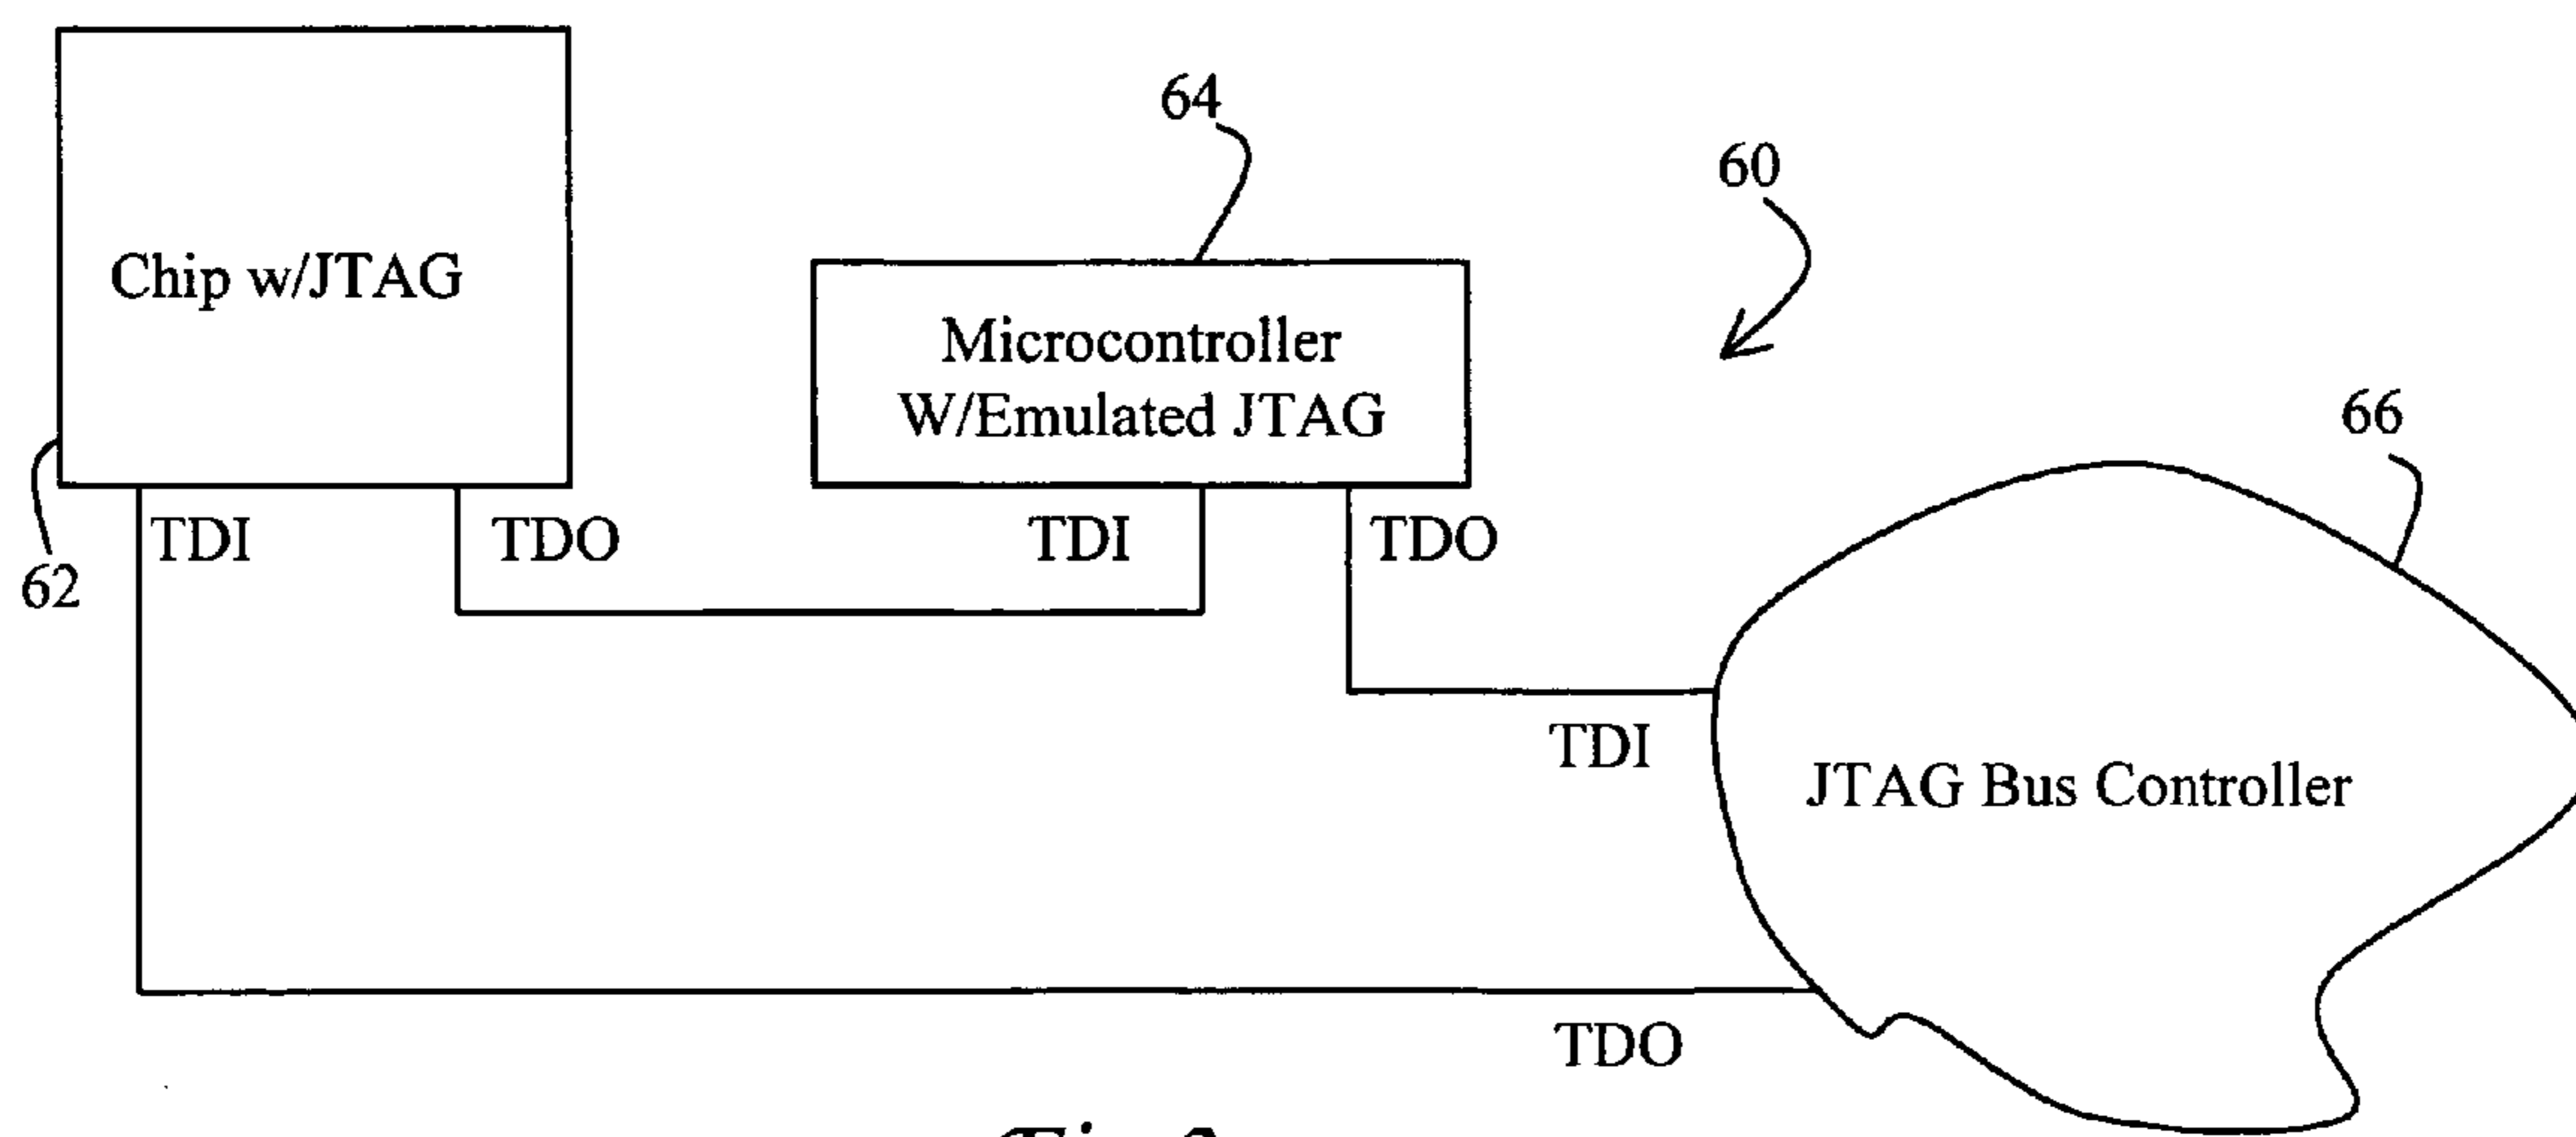 64
60
Chip w/JTAG
Microcontroller
W/Emulated JTAG
66
TDI
TDO
TDI
TDO
62
TDI
JTAG Bus Controller
TDO